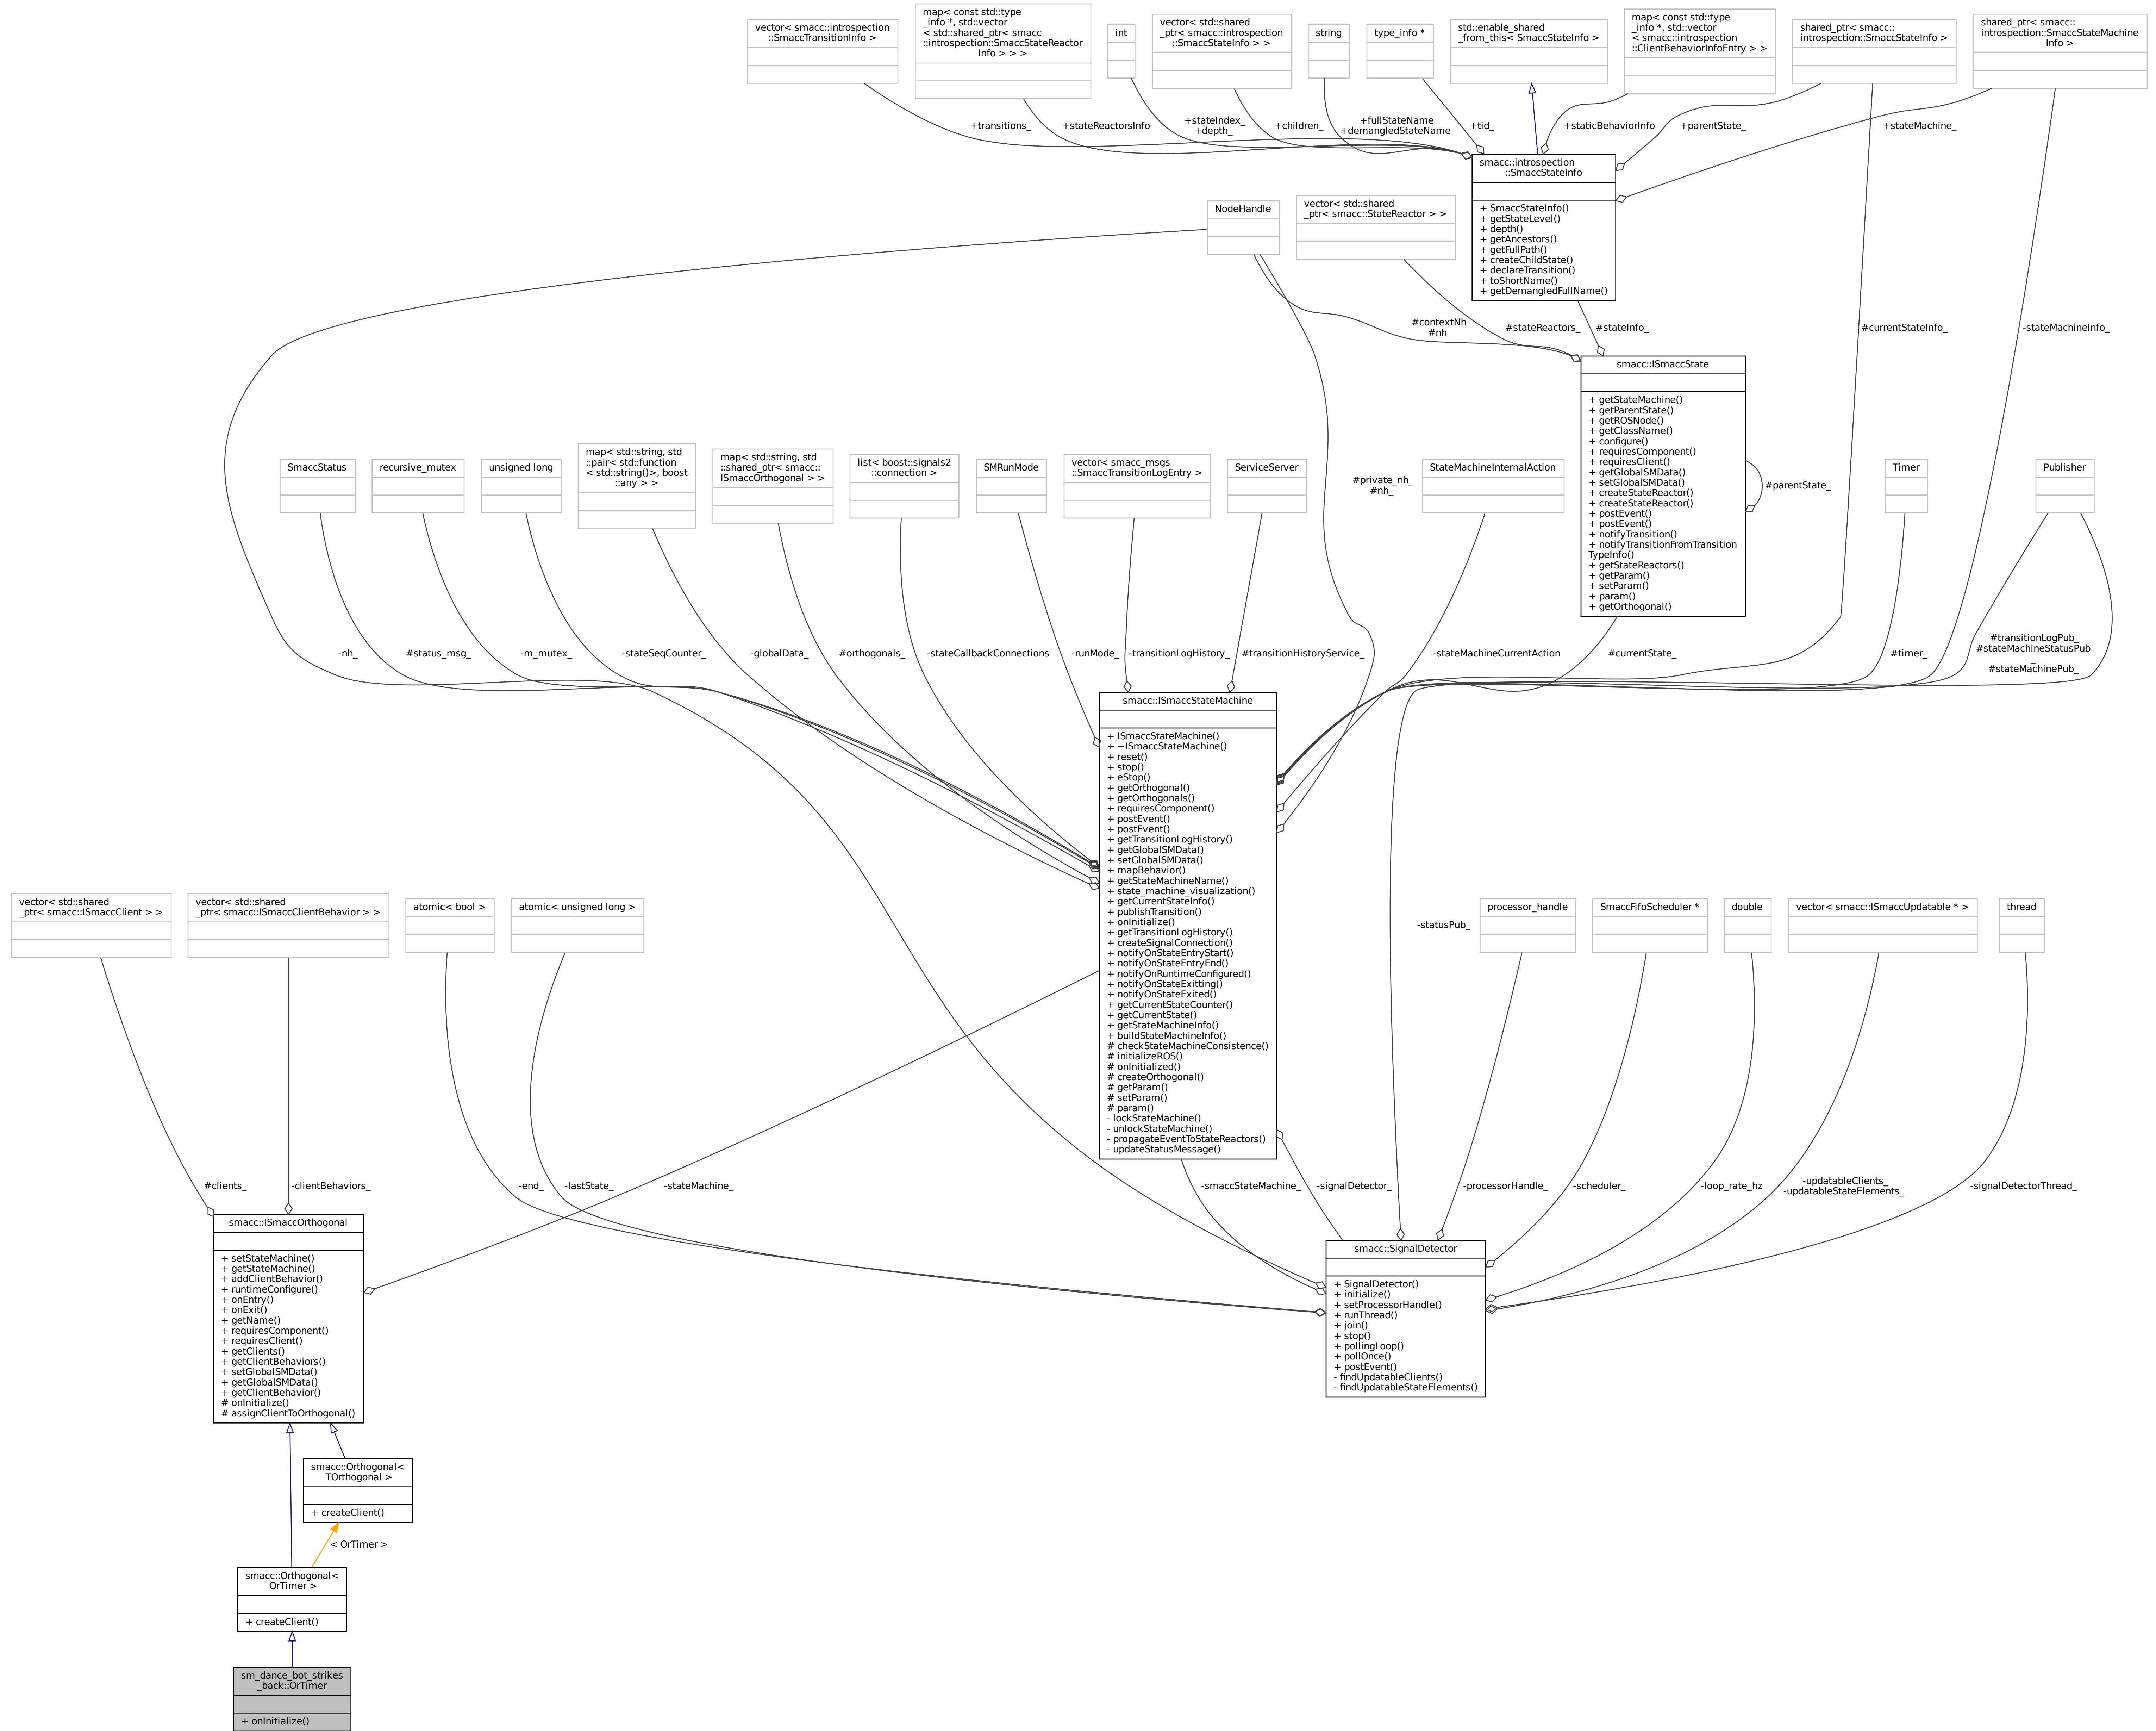 vector< smacc::introspection
::SmaccTransitionInfo >
map< const std::type
_info *, std::vector
< std::shared_ptr< smacc
::introspection::SmaccStateReactor
Info > > >
int
vector< std::shared
_ptr< smacc::introspection
::SmaccStateInfo > >
string
type_info *
std::enable_shared
_from_this< SmaccStateInfo >
map< const std::type
_info *, std::vector
< smacc::introspection
::ClientBehaviorInfoEntry > >
shared_ptr< smacc::
introspection::SmaccStateInfo >
shared_ptr< smacc::
introspection::SmaccStateMachine
Info >
+transitions_
+stateReactorsInfo
+stateIndex_
+depth_
+children_
+fullStateName
+demangledStateName
+tid_
+staticBehaviorInfo
+parentState_
+stateMachine_
smacc::introspection
::SmaccStateInfo
+ SmaccStateInfo()
+ getStateLevel()
+ depth()
+ getAncestors()
+ getFullPath()
+ createChildState()
+ declareTransition()
+ toShortName()
+ getDemangledFullName()
NodeHandle
vector< std::shared
_ptr< smacc::StateReactor > >
#contextNh
#nh
#stateReactors_
#stateInfo_
#currentStateInfo_
-stateMachineInfo_
smacc::ISmaccState
+ getStateMachine()
+ getParentState()
+ getROSNode()
+ getClassName()
+ configure()
+ requiresComponent()
+ requiresClient()
+ getGlobalSMData()
+ setGlobalSMData()
+ createStateReactor()
+ createStateReactor()
+ postEvent()
+ postEvent()
+ notifyTransition()
+ notifyTransitionFromTransition
TypeInfo()
+ getStateReactors()
+ getParam()
+ setParam()
+ param()
+ getOrthogonal()
#parentState_
SmaccStatus
recursive_mutex
unsigned long
map< std::string, std
::pair< std::function
< std::string()>, boost
::any > >
map< std::string, std
::shared_ptr< smacc::
ISmaccOrthogonal > >
list< boost::signals2
::connection >
SMRunMode
vector< smacc_msgs
::SmaccTransitionLogEntry >
ServiceServer
#private_nh_
#nh_
StateMachineInternalAction
Timer
Publisher
-nh_
#status_msg_
-m_mutex_
-stateSeqCounter_
-globalData_
#orthogonals_
-stateCallbackConnections
-runMode_
-transitionLogHistory_
#transitionHistoryService_
-stateMachineCurrentAction
#currentState_
#timer_
#transitionLogPub_
#stateMachineStatusPub
_
#stateMachinePub_
smacc::ISmaccStateMachine
+ ISmaccStateMachine()
+ ~ISmaccStateMachine()
+ reset()
+ stop()
+ eStop()
+ getOrthogonal()
+ getOrthogonals()
+ requiresComponent()
+ postEvent()
+ postEvent()
+ getTransitionLogHistory()
+ getGlobalSMData()
+ setGlobalSMData()
+ mapBehavior()
+ getStateMachineName()
+ state_machine_visualization()
+ getCurrentStateInfo()
+ publishTransition()
+ onInitialize()
+ getTransitionLogHistory()
+ createSignalConnection()
+ notifyOnStateEntryStart()
+ notifyOnStateEntryEnd()
+ notifyOnRuntimeConfigured()
+ notifyOnStateExitting()
+ notifyOnStateExited()
+ getCurrentStateCounter()
+ getCurrentState()
+ getStateMachineInfo()
+ buildStateMachineInfo()
# checkStateMachineConsistence()
# initializeROS()
# onInitialized()
# createOrthogonal()
# getParam()
# setParam()
# param()
- lockStateMachine()
- unlockStateMachine()
- propagateEventToStateReactors()
- updateStatusMessage()
vector< std::shared
_ptr< smacc::ISmaccClient > >
vector< std::shared
_ptr< smacc::ISmaccClientBehavior > >
atomic< bool >
atomic< unsigned long >
-statusPub_
processor_handle
SmaccFifoScheduler *
double
vector< smacc::ISmaccUpdatable * >
thread
#clients_
-clientBehaviors_
-end_
-lastState_
-stateMachine_
-smaccStateMachine_
-signalDetector_
-processorHandle_
-scheduler_
-loop_rate_hz
-updatableClients_
-updatableStateElements_
-signalDetectorThread_
smacc::ISmaccOrthogonal
+ setStateMachine()
+ getStateMachine()
+ addClientBehavior()
+ runtimeConfigure()
+ onEntry()
+ onExit()
+ getName()
+ requiresComponent()
+ requiresClient()
+ getClients()
+ getClientBehaviors()
+ setGlobalSMData()
+ getGlobalSMData()
+ getClientBehavior()
# onInitialize()
# assignClientToOrthogonal()
smacc::SignalDetector
+ SignalDetector()
+ initialize()
+ setProcessorHandle()
+ runThread()
+ join()
+ stop()
+ pollingLoop()
+ pollOnce()
+ postEvent()
- findUpdatableClients()
- findUpdatableStateElements()
smacc::Orthogonal<
TOrthogonal >
+ createClient()
< OrTimer >
smacc::Orthogonal<
OrTimer >
+ createClient()
sm_dance_bot_strikes
_back::OrTimer
+ onInitialize()